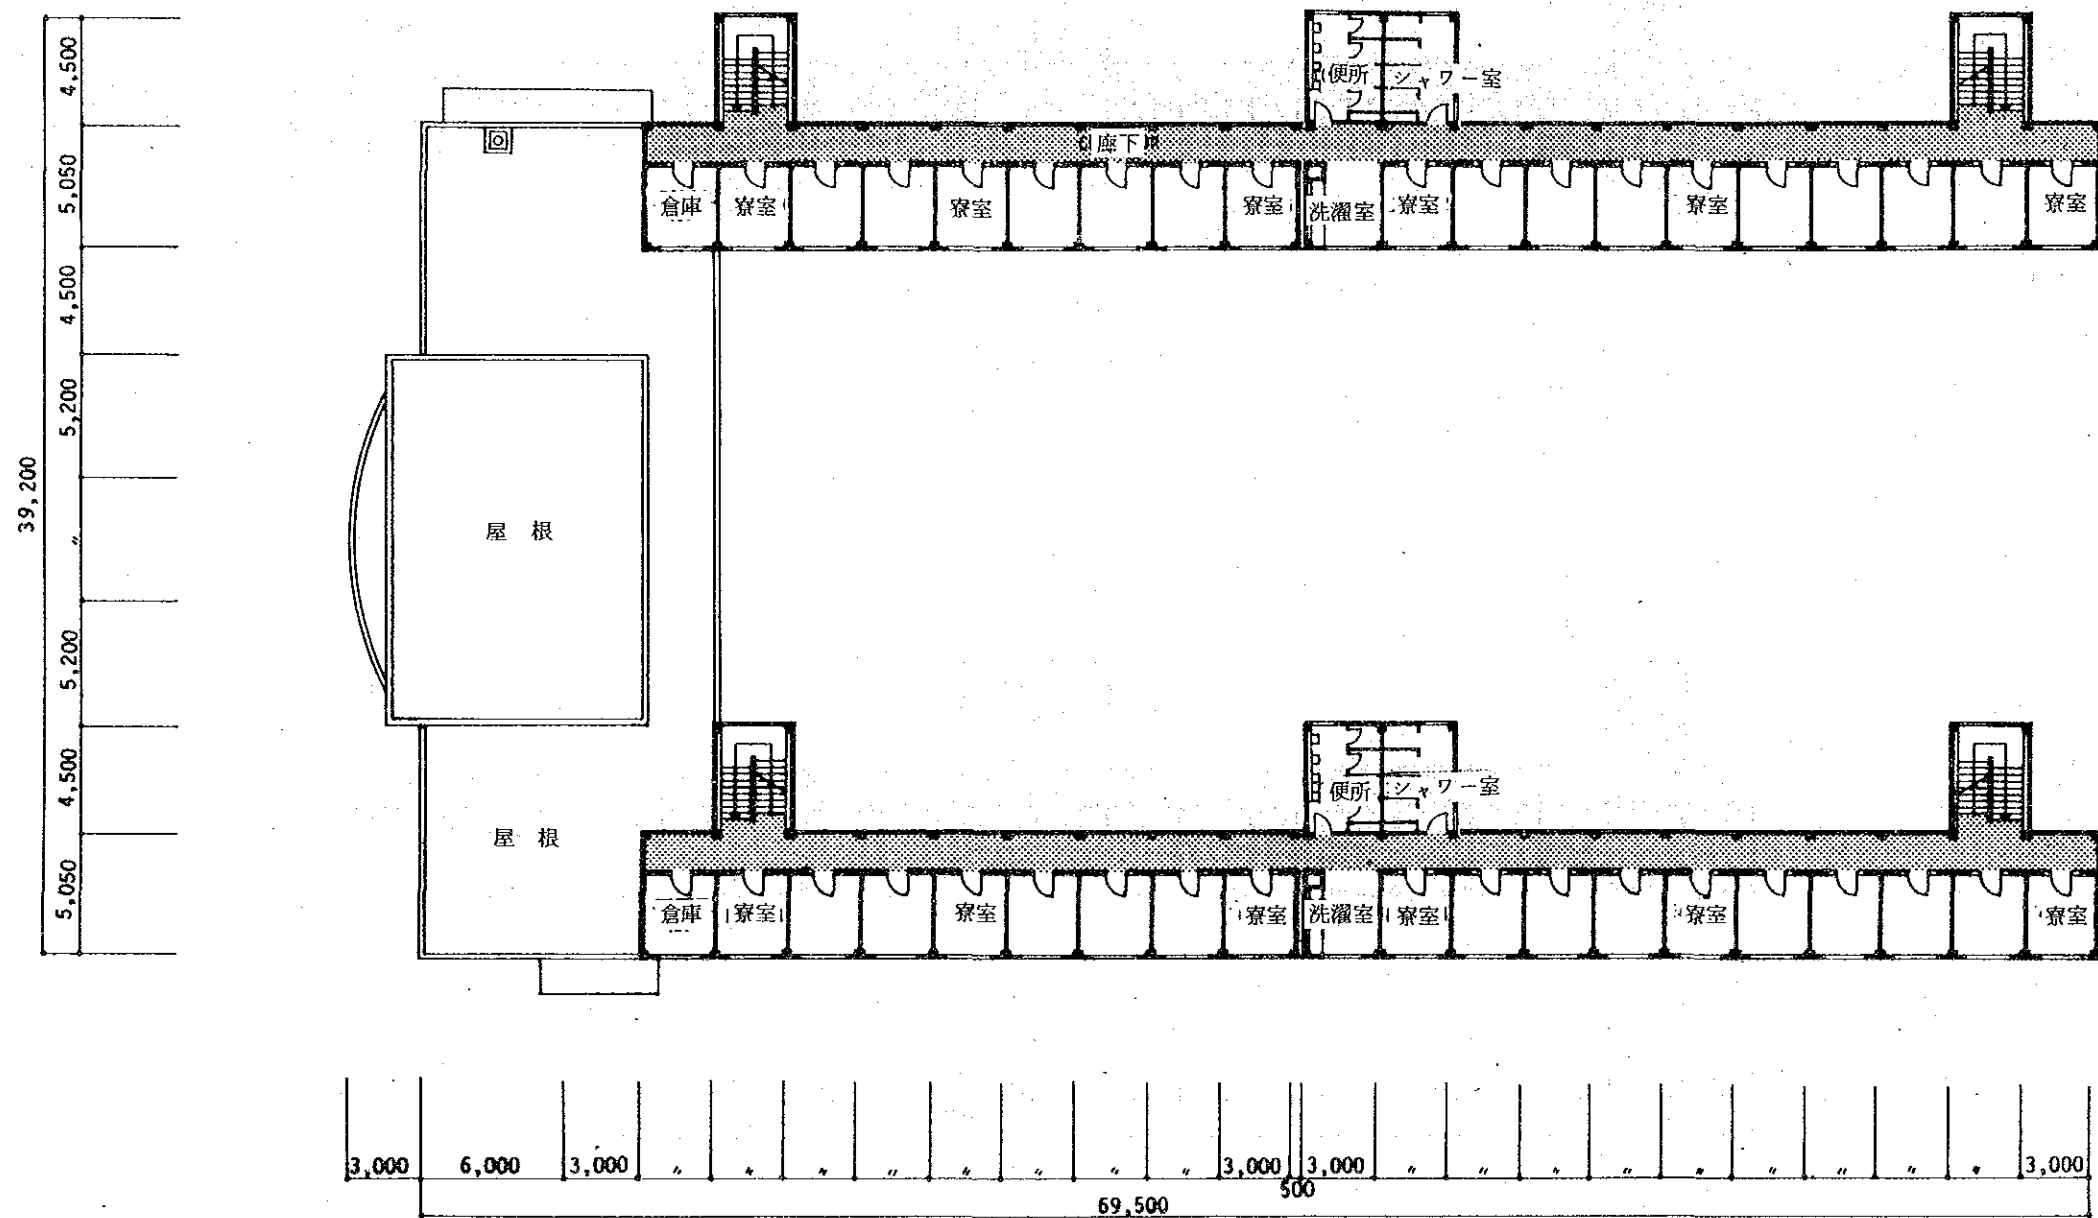 4,500
5,050
4,500
5,200
〃
5,200
4,500
5,050
39,200
便所 シャワー室
廊下
倉庫 寮室 寮室 寮室 洗濯室 寮室 寮室 寮室
屋根
便所 シャワー室
屋根
倉庫 寮室 寮室 寮室 洗濯室 寮室 寮室 寮室
3,000 6,000 3,000 〃 〃 〃 〃 〃 〃 〃 〃 3,000 3,000 〃 〃 〃 〃 〃 〃 〃 〃 〃 3,000
500
69,500